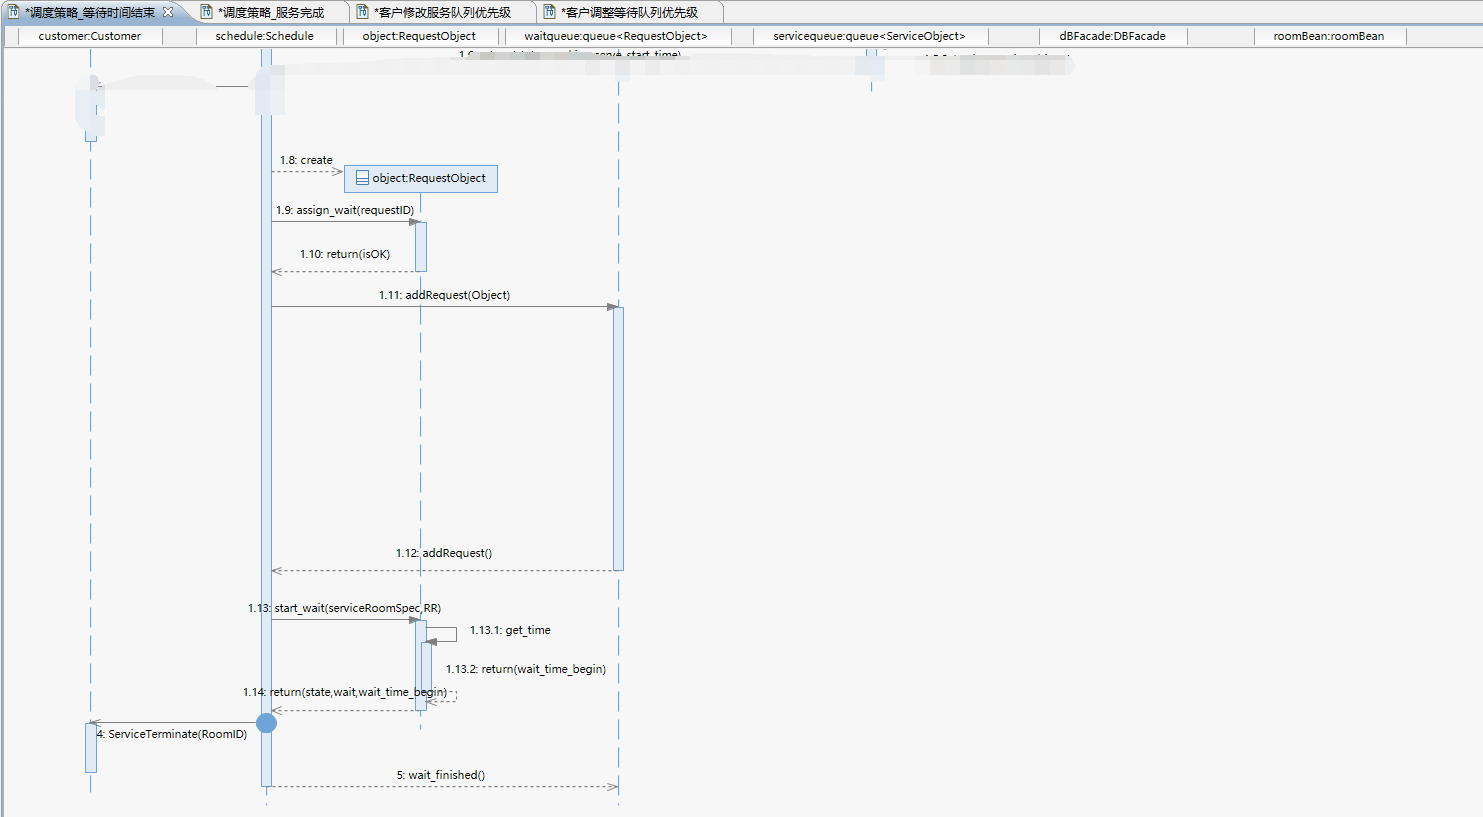 *调度策略_等待时间结束
*调度策略_服务完成
*客户修改服务队列优先级
*客户调整等待队列优先级
customer:Customer
schedule:Schedule
object:RequestObject
waitqueue:queue<RequestObject>
servicequeue:queue<ServiceObject>
dBFacade:DBFacade
roomBean:roomBean
1.8: create
object:RequestObject
1.9: assign_wait(requestID)
1.10: return(isOK)
1.11: addRequest(Object)
1.12: addRequest()
1.13: start_wait(serviceRoomSpec,RR)
1.13.1: get_time
1.13.2: return(wait_time_begin)
1.14: return(state,wait,wait_time_begin)
4: ServiceTerminate(RoomID)
5: wait_finished()